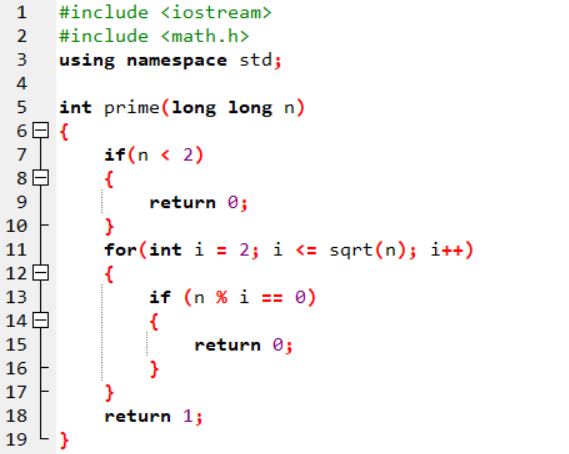 1 #include <iostream>
2 #include <math.h>
3 using namespace std;
4
5 int prime(long long n)
6 {
7     if(n < 2)
8     {
9         return 0;
10     }
11     for(int i = 2; i <= sqrt(n); i++)
12     {
13         if (n % i == 0)
14         {
15             return 0;
16         }
17     }
18     return 1;
19 }